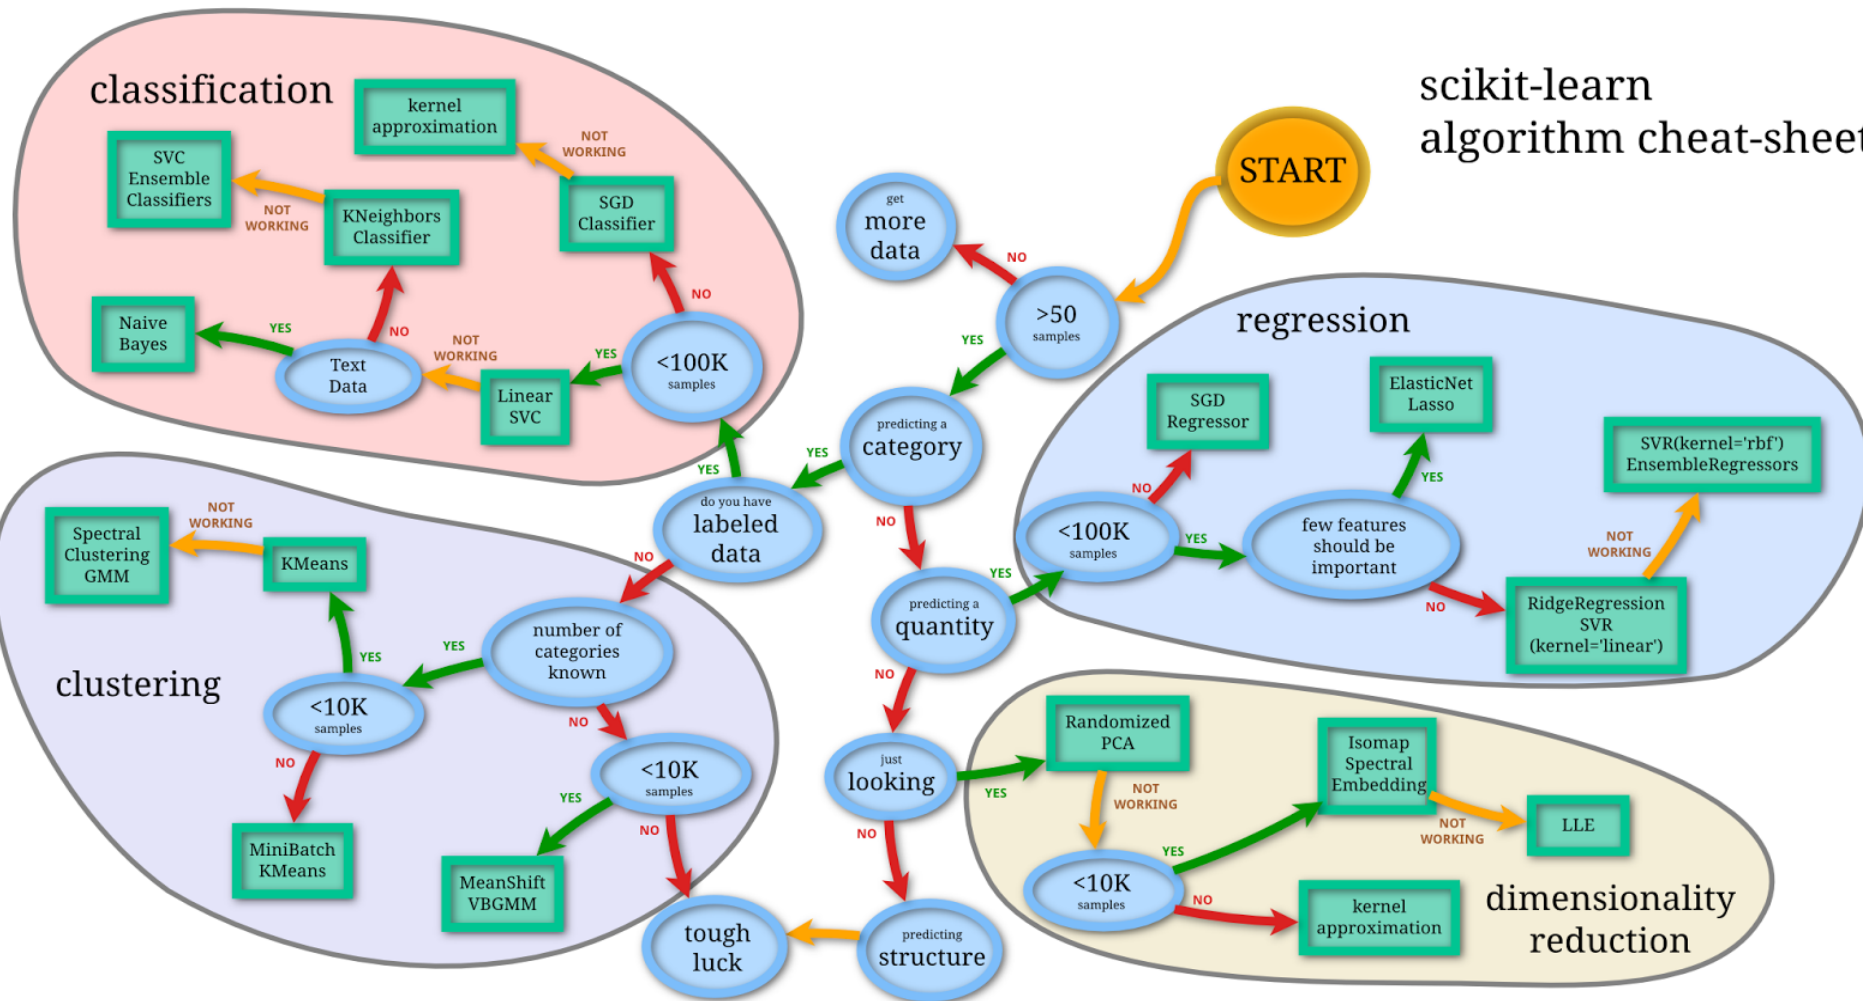 scikit-learn
algorithm cheat-sheet
START
classification
kernel
approximation
NOT
WORKING
SVC
Ensemble
Classifiers
NOT
WORKING
KNeighbors
Classifier
SGD
Classifier
NO
Naive
Bayes
YES
NO
Text
Data
NOT
WORKING
Linear
SVC
YES
<100K
samples
YES
get
more
data
NO
>50
samples
YES
predicting a
category
YES
NO
do you have
labeled
data
NO
predicting a
quantity
YES
NO
just
looking
YES
NO
predicting
structure
tough
luck
regression
SGD
Regressor
NO
<100K
samples
YES
ElasticNet
Lasso
YES
few features
should be
important
NO
SVR(kernel='rbf')
EnsembleRegressors
NOT
WORKING
RidgeRegression
SVR
(kernel='linear')
clustering
Spectral
Clustering
GMM
NOT
WORKING
KMeans
YES
<10K
samples
NO
MiniBatch
KMeans
YES
number of
categories
known
NO
<10K
samples
YES
NO
MeanShift
VBGMM
dimensionality
reduction
Randomized
PCA
NOT
WORKING
<10K
samples
YES
NO
Isomap
Spectral
Embedding
NOT
WORKING
LLE
kernel
approximation